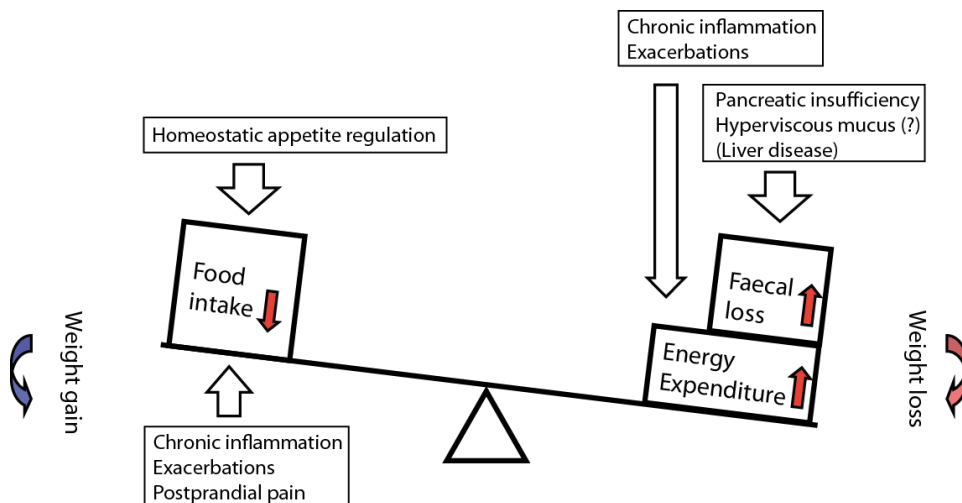 Chronic inflammation
Exacerbations
Pancreatic insufficiency
Hyperviscous mucus (?)
(Liver disease)
Homeostatic appetite regulation
Food
intake
Faecal
loss
Energy
Expenditure
Weight gain
Weight loss
Chronic inflammation
Exacerbations
Postprandial pain